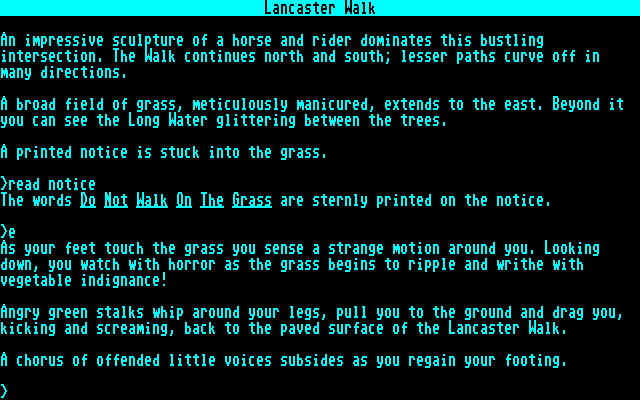 Lancaster Walk
An impressive sculpture of a horse and rider dominates this bustling
intersection. The Walk continues north and south; lesser paths curve off in
many directions.
A broad field of grass, meticulously manicured, extends to the east. Beyond it
you can see the Long Water glittering between the trees.
A printed notice is stuck into the grass.
>read notice
The words Do Not Walk On The Grass are sternly printed on the notice.
>e
As your feet touch the grass you sense a strange motion around you. Looking
down, you watch with horror as the grass begins to ripple and writhe with
vegetable indignance!
Angry green stalks whip around your legs, pull you to the ground and drag you,
kicking and screaming, back to the paved surface of the Lancaster Walk.
A chorus of offended little voices subsides as you regain your footing.
>